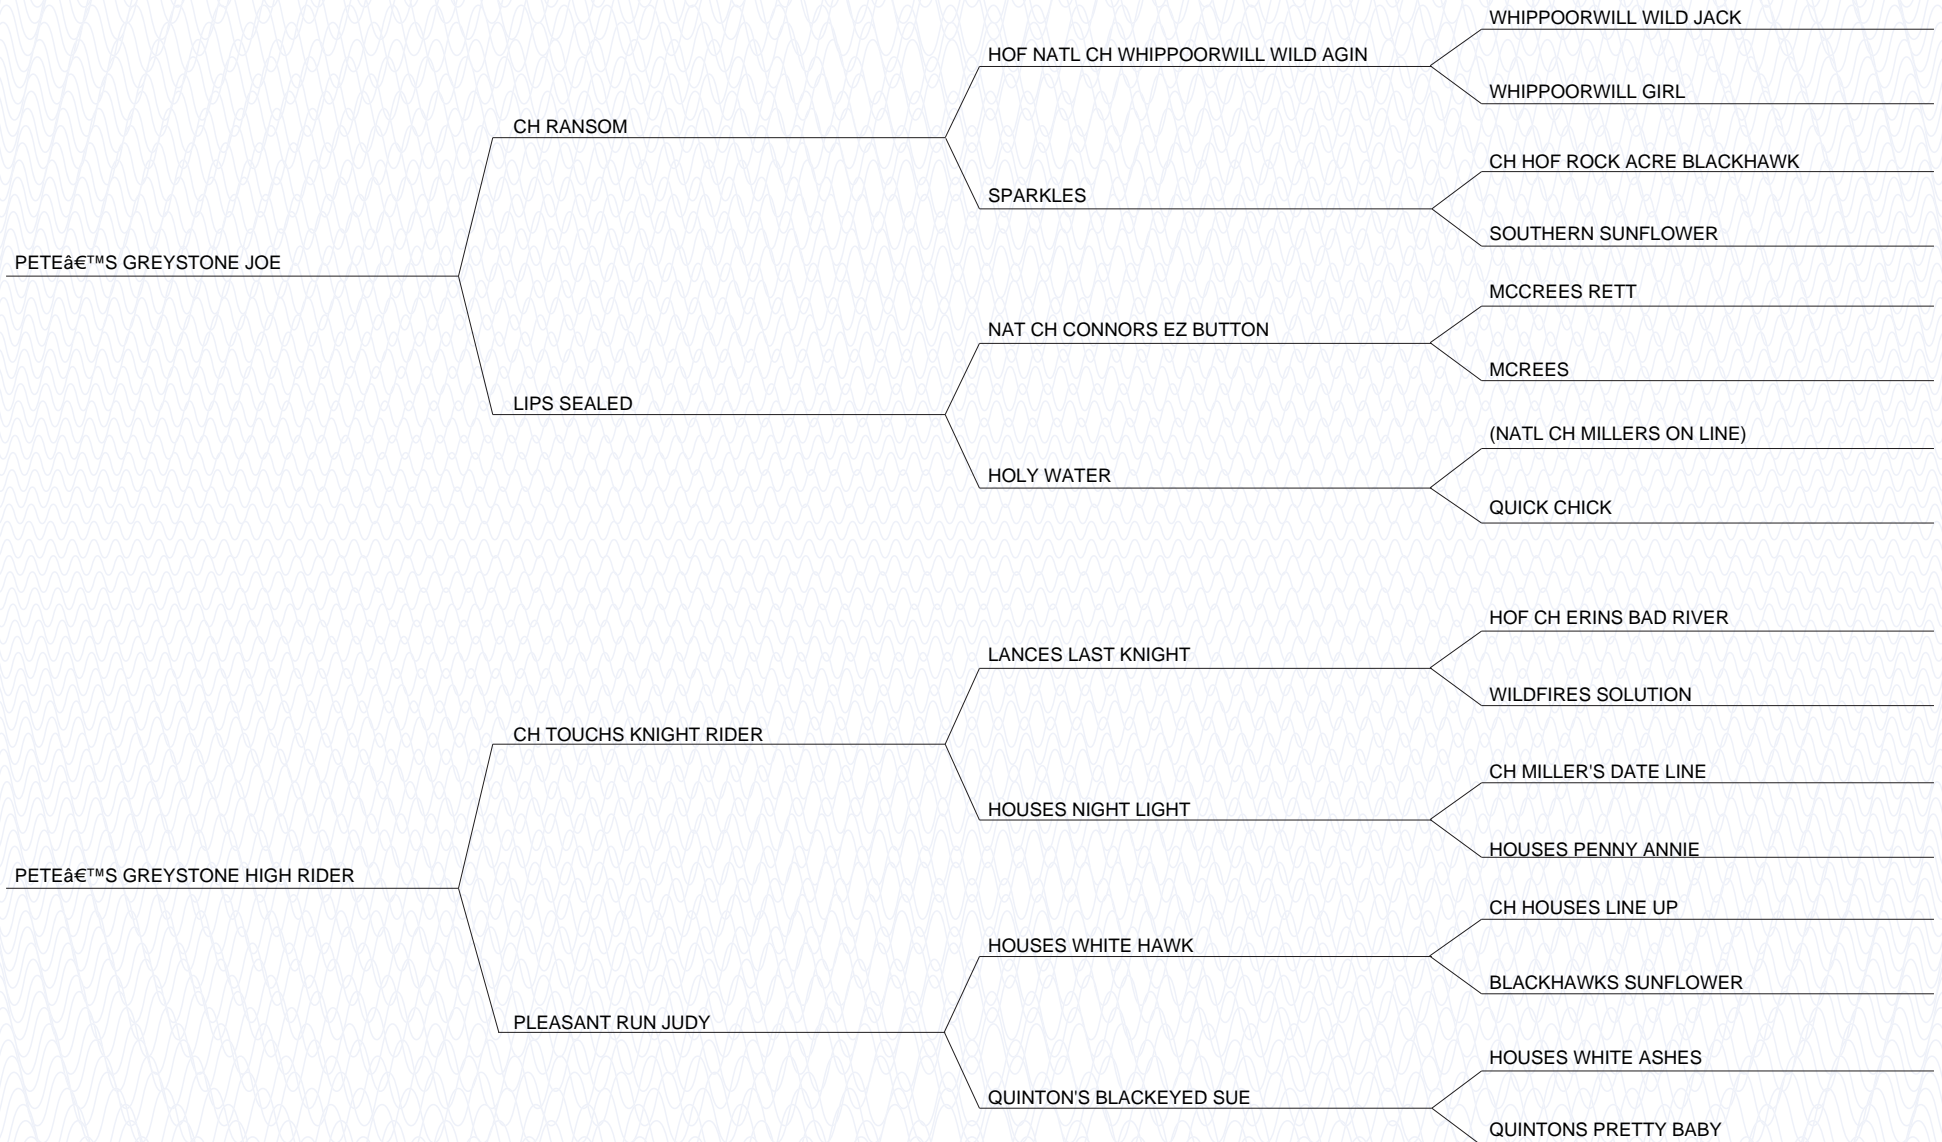 WHIPPOORWILL WILD JACK
HOF NATL CH WHIPPOORWILL WILD AGIN
WHIPPOORWILL GIRL
CH RANSOM
CH HOF ROCK ACRE BLACKHAWK
SPARKLES
SOUTHERN SUNFLOWER
PETE’S GREYSTONE JOE
MCCREES RETT
NAT CH CONNORS EZ BUTTON
MCREES
LIPS SEALED
(NATL CH MILLERS ON LINE)
HOLY WATER
QUICK CHICK
HOF CH ERINS BAD RIVER
LANCES LAST KNIGHT
WILDFIRES SOLUTION
CH TOUCHS KNIGHT RIDER
CH MILLER'S DATE LINE
HOUSES NIGHT LIGHT
HOUSES PENNY ANNIE
PETE’S GREYSTONE HIGH RIDER
CH HOUSES LINE UP
HOUSES WHITE HAWK
BLACKHAWKS SUNFLOWER
PLEASANT RUN JUDY
HOUSES WHITE ASHES
QUINTON'S BLACKEYED SUE
QUINTONS PRETTY BABY